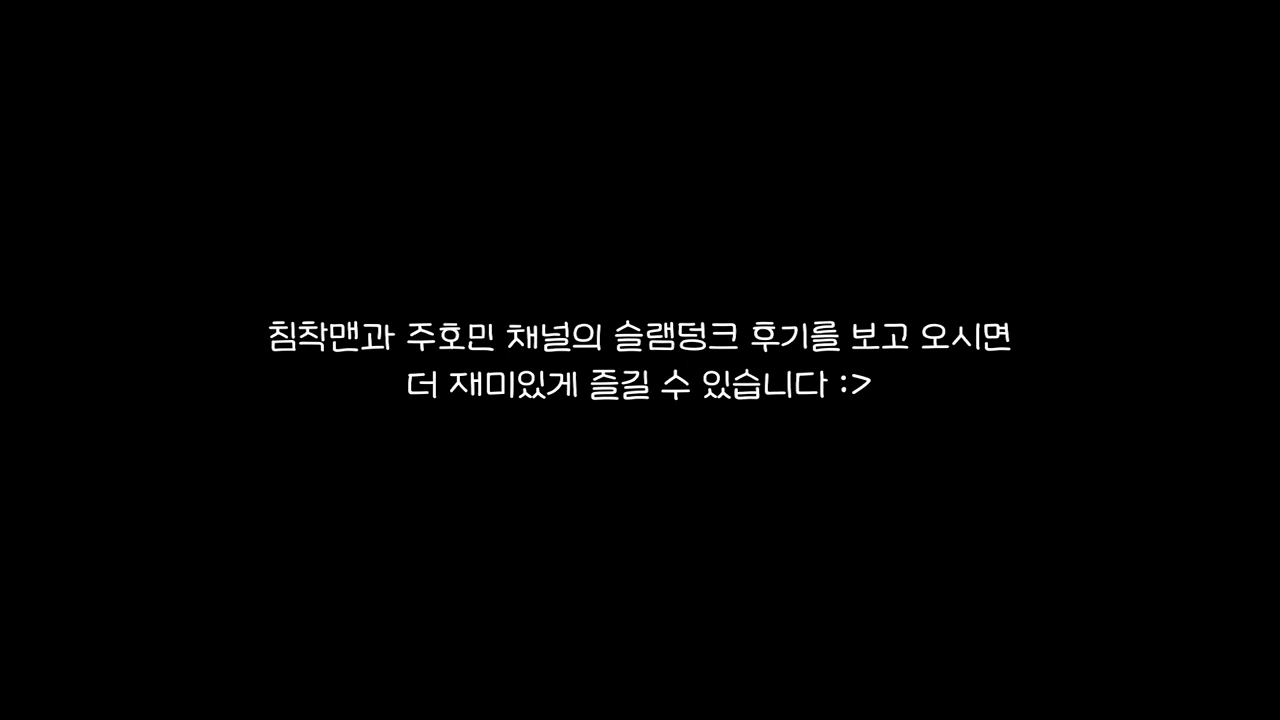 침착맨과 주호민 채널의 슬램덩크 후기를 보고 오시면
더 재미있게 즐길 수 있습니다 :>